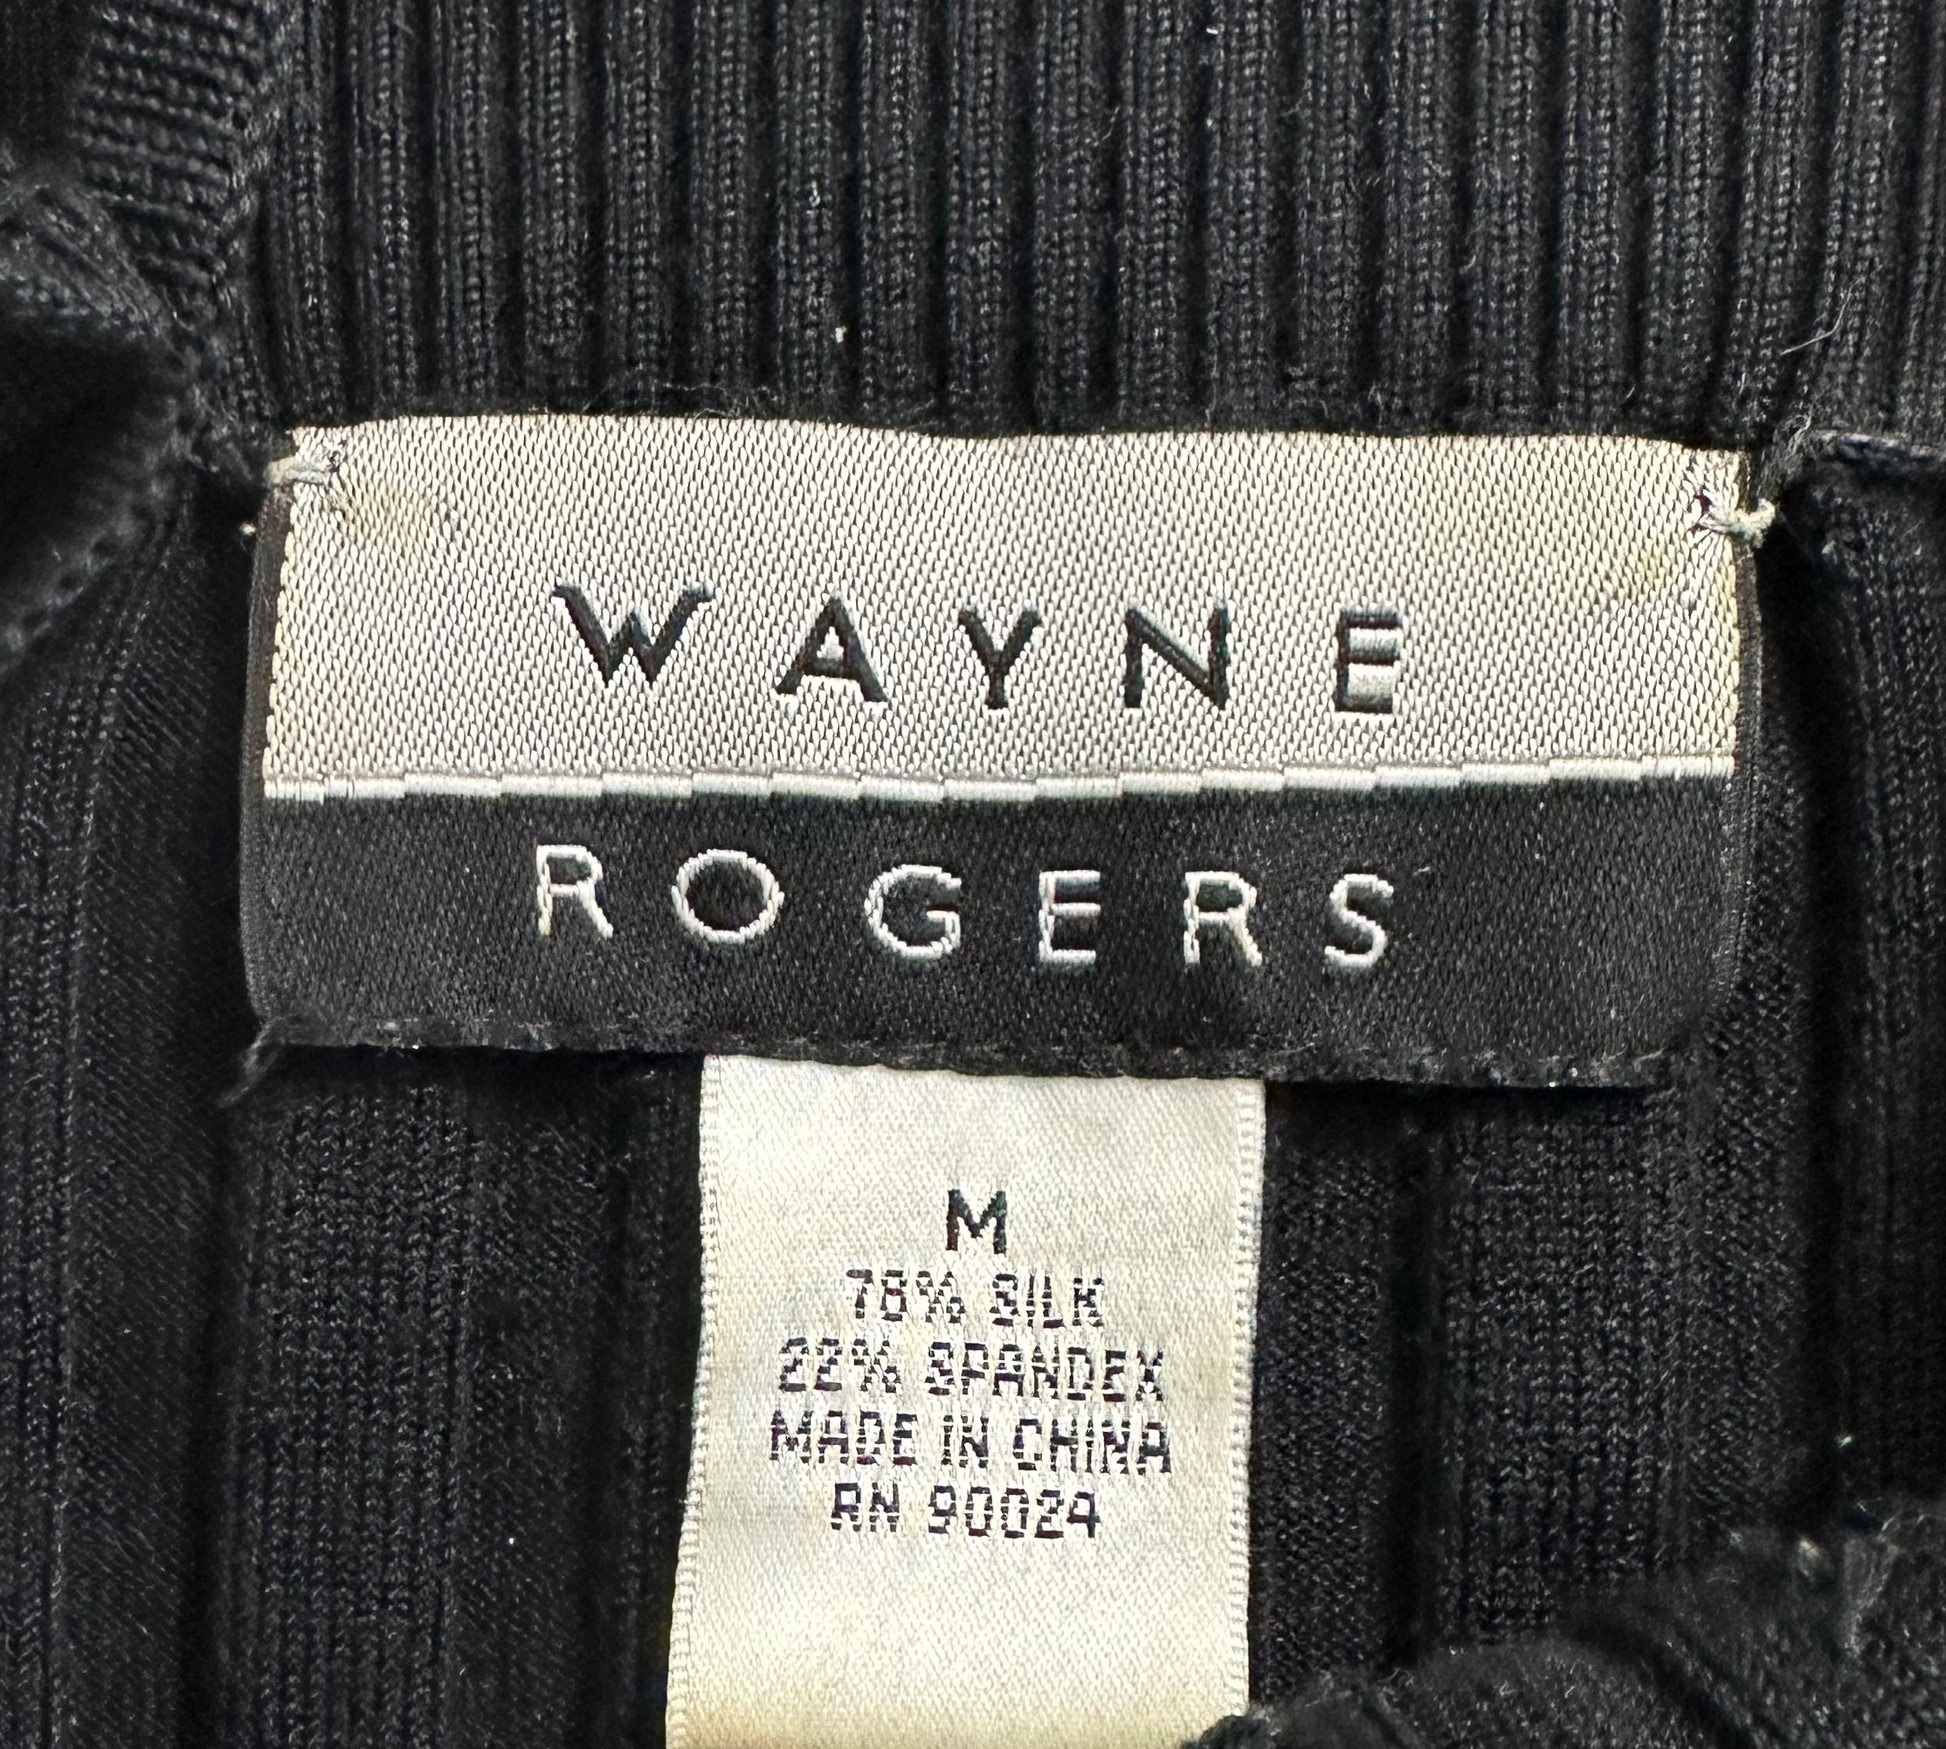 WAYNE
ROGERS
M
78% SILK
22% SPANDEX
MADE IN CHINA
RN 90024